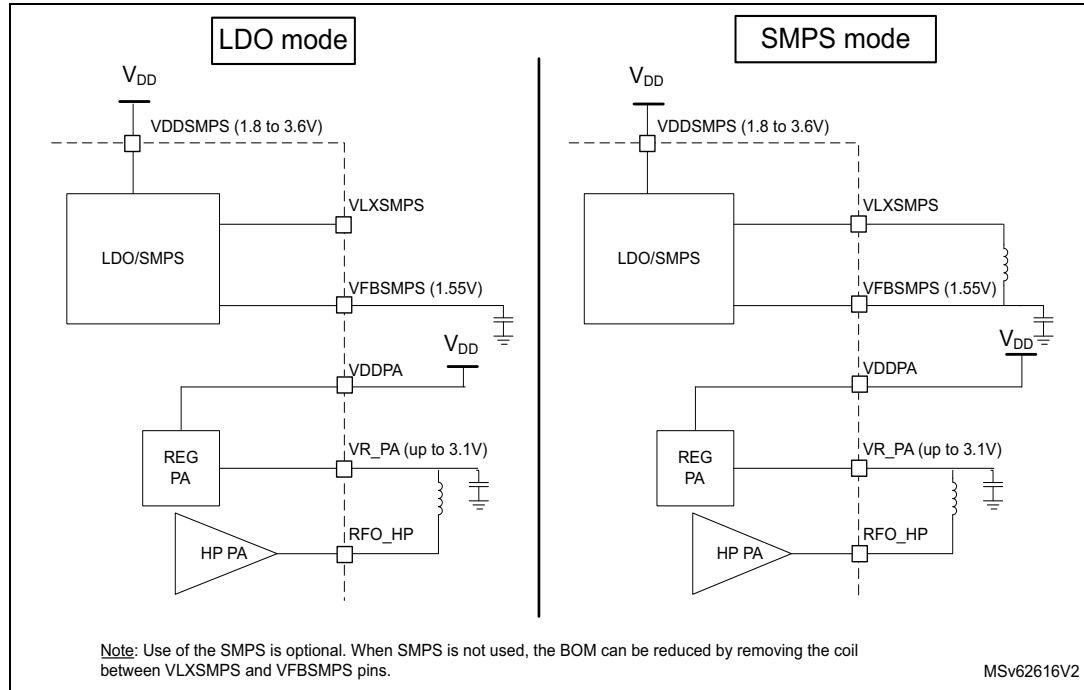 LDO mode
VDD
VDDSMPS (1.8 to 3.6V)
LDO/SMPS
VLXSMPS
VFBSMPS (1.55V)
VDD
VDDPA
REG
PA
VR_PA (up to 3.1V)
HP PA
RFO_HP
SMPS mode
VDD
VDDSMPS (1.8 to 3.6V)
LDO/SMPS
VLXSMPS
VFBSMPS (1.55V)
VDD
VDDPA
REG
PA
VR_PA (up to 3.1V)
HP PA
RFO_HP
Note: Use of the SMPS is optional. When SMPS is not used, the BOM can be reduced by removing the coil
between VLXSMPS and VFBSMPS pins.
MSv62616V2